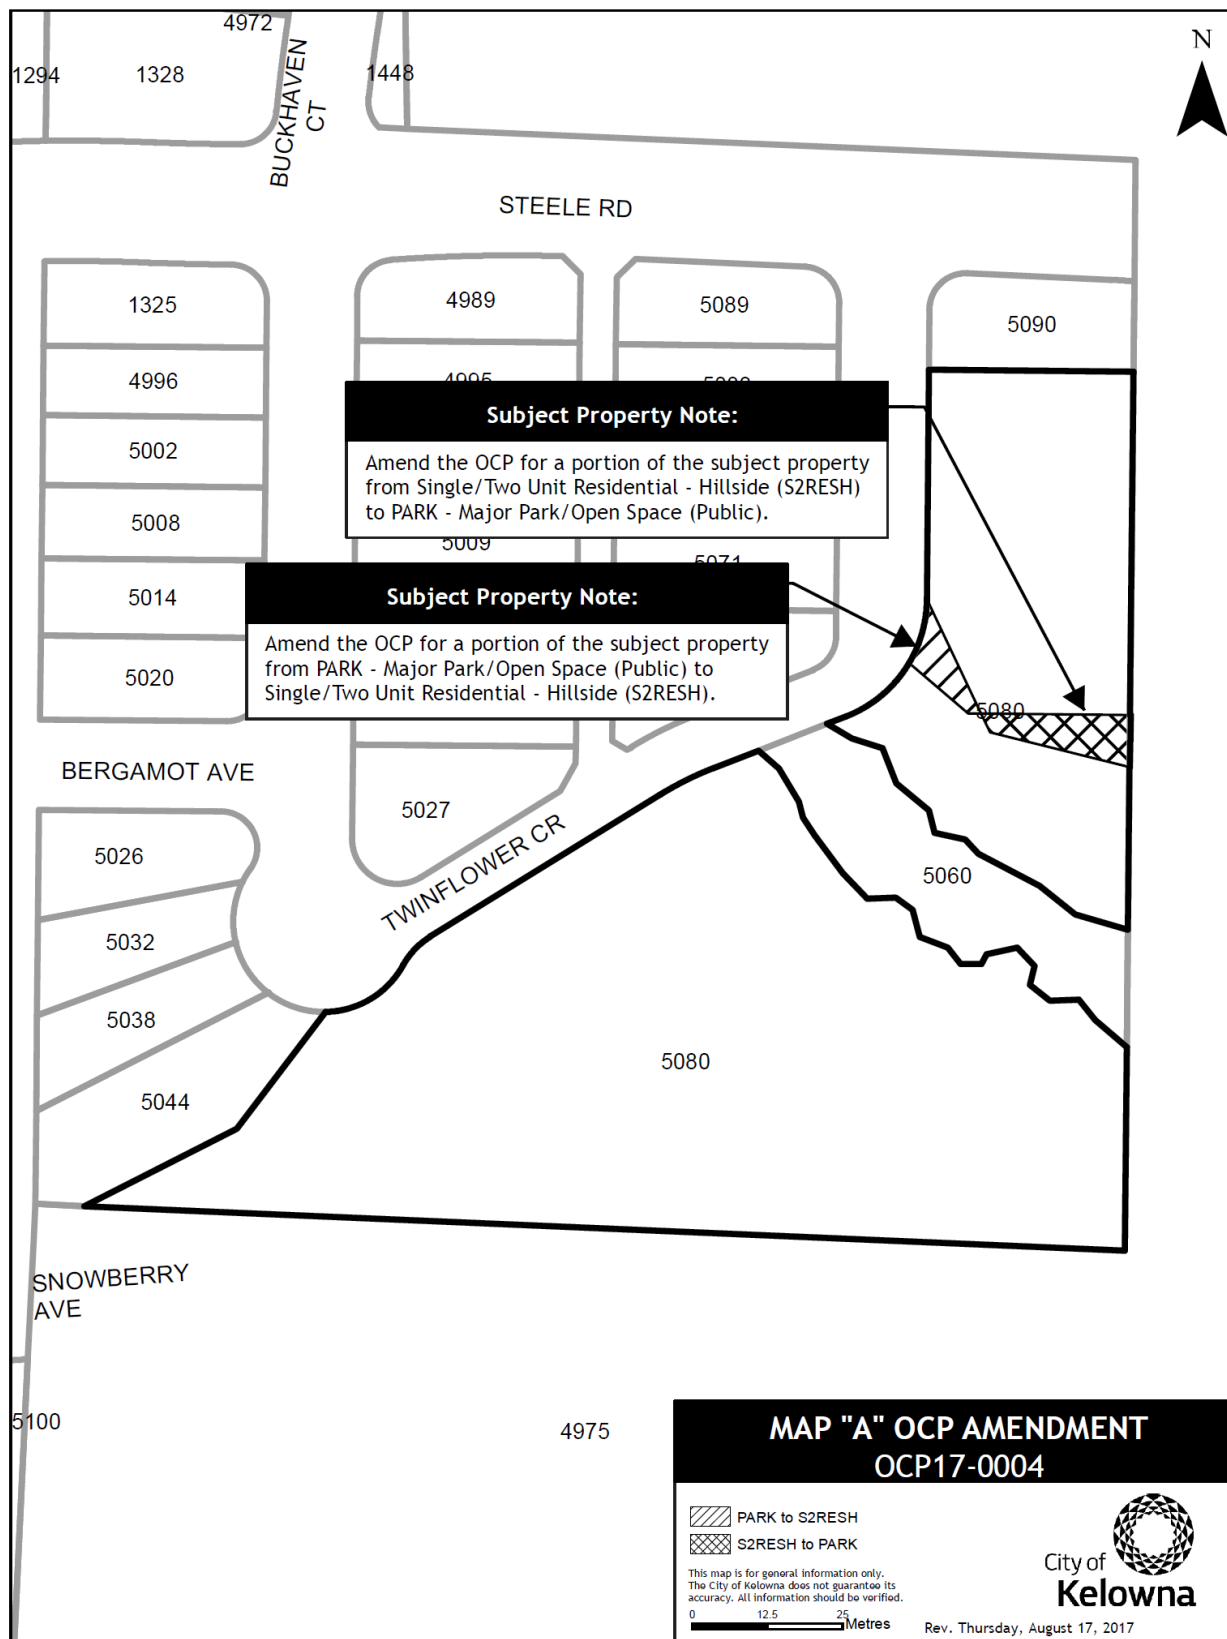 4972
1294
1328
1448
N
BUCKHAVEN
CT
STEELE RD
1325
4989
5089
5090
4996
4995
5002
Subject Property Note:
Amend the OCP for a portion of the subject property
from Single/Two Unit Residential - Hillside (S2RESH)
to PARK - Major Park/Open Space (Public).
5008
5009
5071
5014
Subject Property Note:
Amend the OCP for a portion of the subject property
from PARK - Major Park/Open Space (Public) to
Single/Two Unit Residential - Hillside (S2RESH).
5020
5080
BERGAMOT AVE
5027
TWINFLOWER CR
5026
5060
5032
5038
5080
5044
SNOWBERRY
AVE
5100
4975
MAP "A" OCP AMENDMENT
OCP17-0004
PARK to S2RESH
S2RESH to PARK
This map is for general information only.
The City of Kelowna does not guarantee its
accuracy. All information should be verified.
0 12.5 25
Metres
City of
Kelowna
Rev. Thursday, August 17, 2017